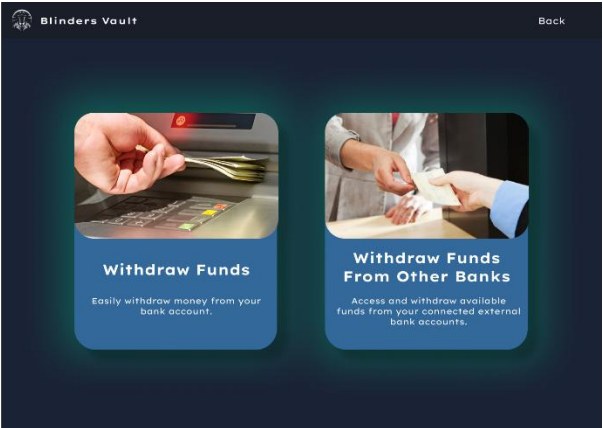 Blinders Vault
Back
Withdraw Funds
Easily withdraw money from your
bank account.
Withdraw Funds
From Other Banks
Access and withdraw available
funds from your connected external
bank accounts.